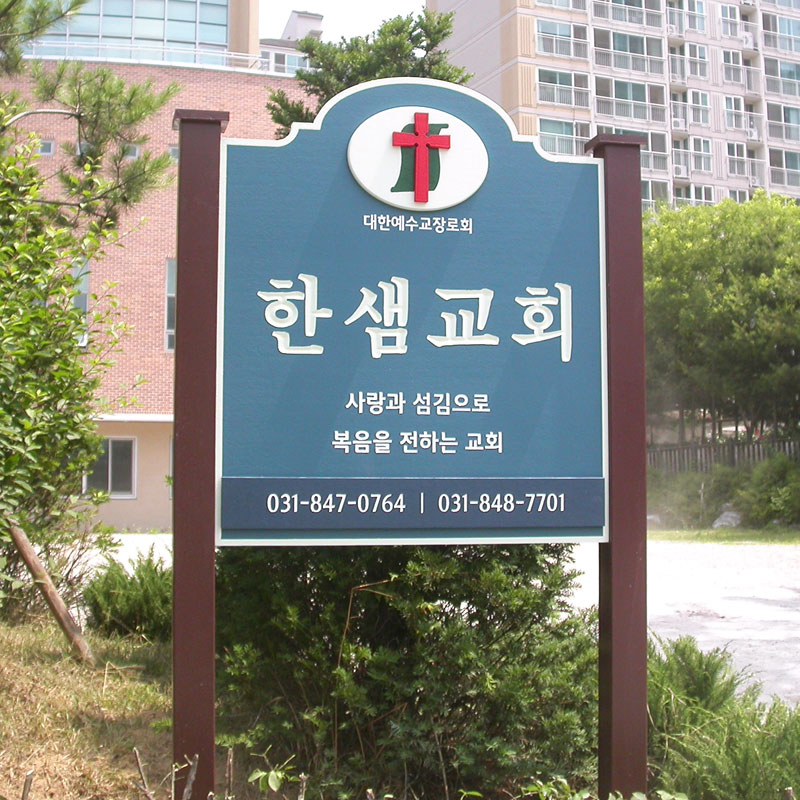 대한예수교장로회
한샘교회
사랑과 섬김으로
복음을 전하는 교회
031-847-0764 | 031-848-7701